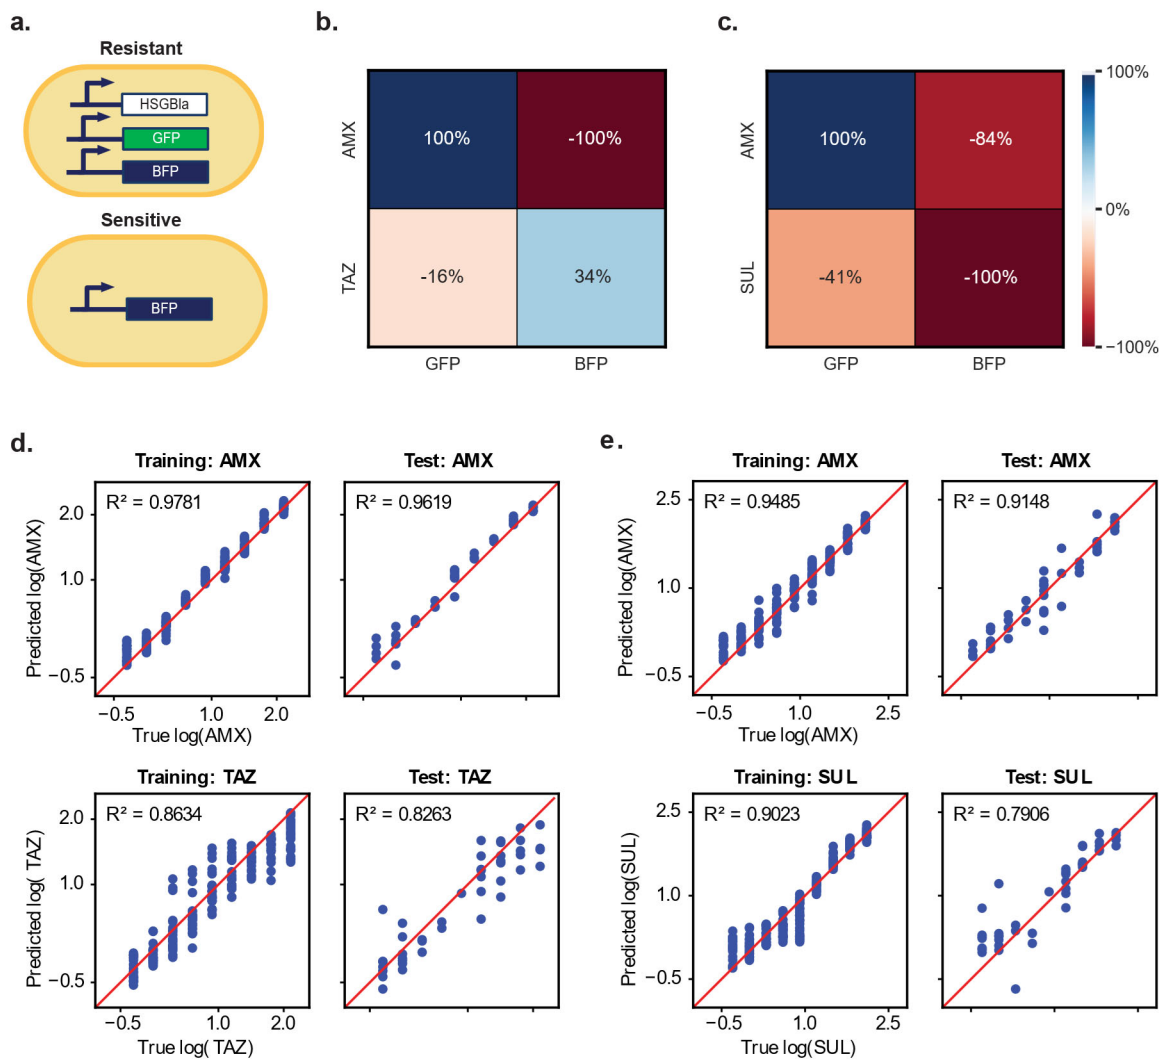 a.
Resistant
HSGBla
GFP
BFP
Sensitive
BFP
b.
AMX
TAZ
100%
-100%
-16%
34%
GFP
BFP
c.
AMX
SUL
100%
-84%
-41%
-100%
GFP
BFP
100%
0%
−100%
d.
Training: AMX
R² = 0.9781
Predicted log(AMX)
2.0
1.0
−0.5
−0.5
1.0
2.0
True log(AMX)
Test: AMX
R² = 0.9619
Training: TAZ
R² = 0.8634
Predicted log( TAZ)
2.0
1.0
−0.5
−0.5
1.0
2.0
True log( TAZ)
Test: TAZ
R² = 0.8263
e.
Training: AMX
R² = 0.9485
Predicted log(AMX)
2.5
1.0
−0.5
−0.5
1.0
2.5
True log(AMX)
Test: AMX
R² = 0.9148
Training: SUL
R² = 0.9023
Predicted log(SUL)
2.5
1.0
−0.5
−0.5
1.0
2.5
True log(SUL)
Test: SUL
R² = 0.7906